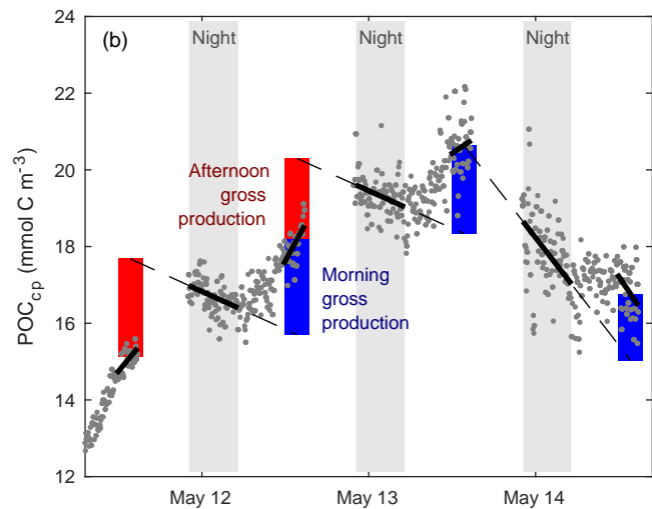 (b)
Night
Night
Night
24
22
20
18
16
14
12
POC_cp (mmol C m^-3)
Afternoon
gross
production
Morning
gross
production
May 12
May 13
May 14